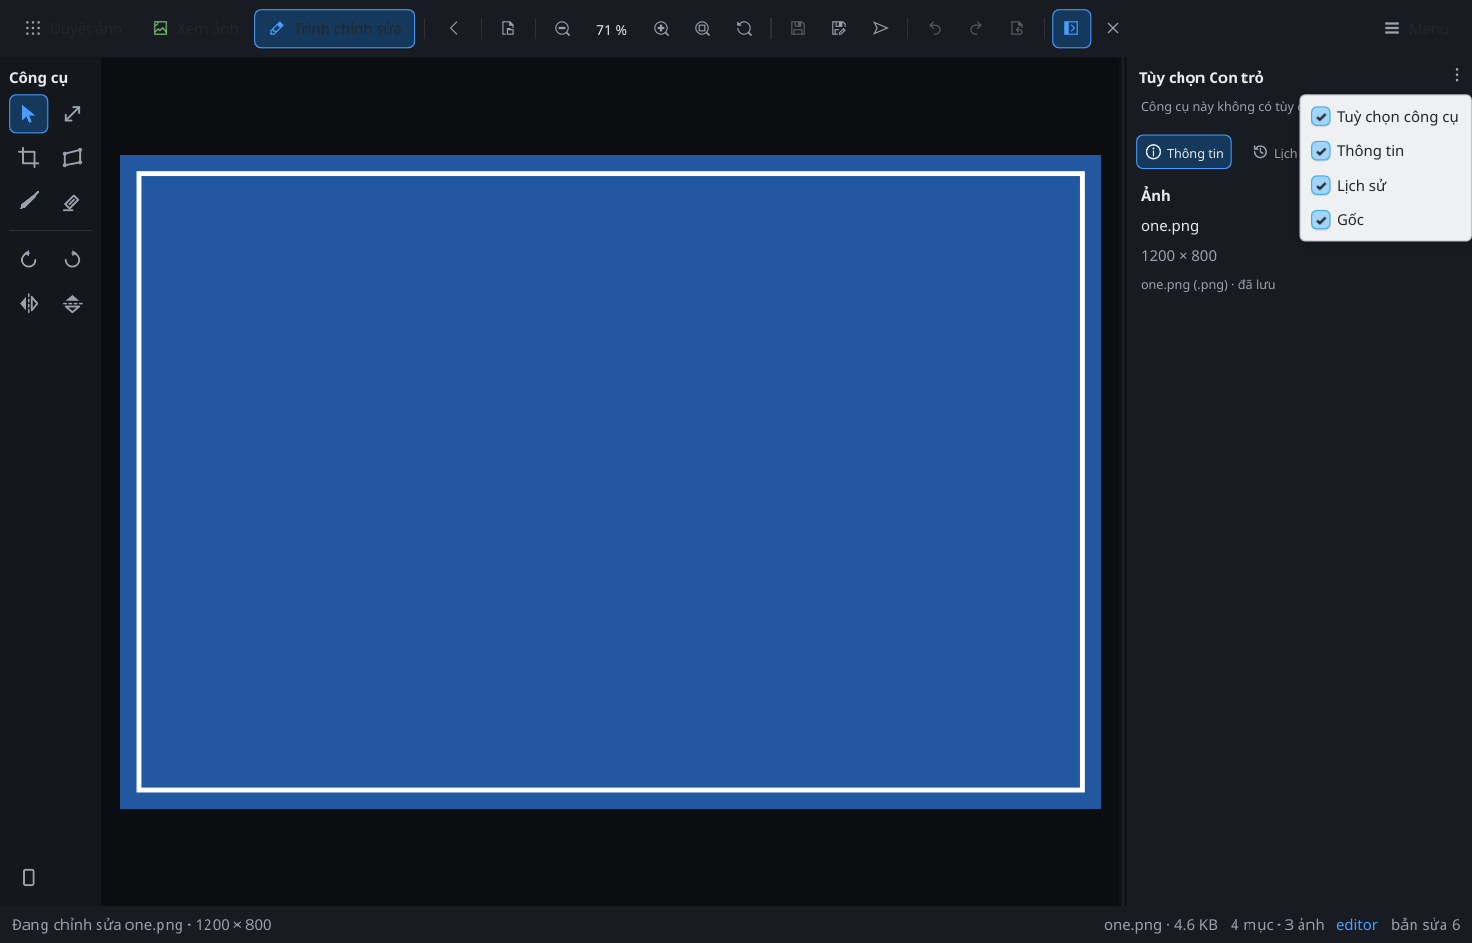 Duyệt ảnh Xem ảnh Trình chỉnh sửa 71 % Menu
Công cụ
Tùy chọn Con trỏ
Công cụ này không có tùy
Tuỳ chọn công cụ
Thông tin
Lịch sử
Gốc
Thông tin Lịch
Ảnh
one.png
1200 × 800
one.png (.png) · đã lưu
Đang chỉnh sửa one.png · 1200 × 800
one.png · 4.6 KB 4 mục · 3 ảnh editor bản sửa 6